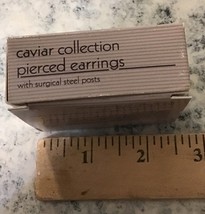 caviar collection
pierced earrings
with surgical steel posts
1 2 3